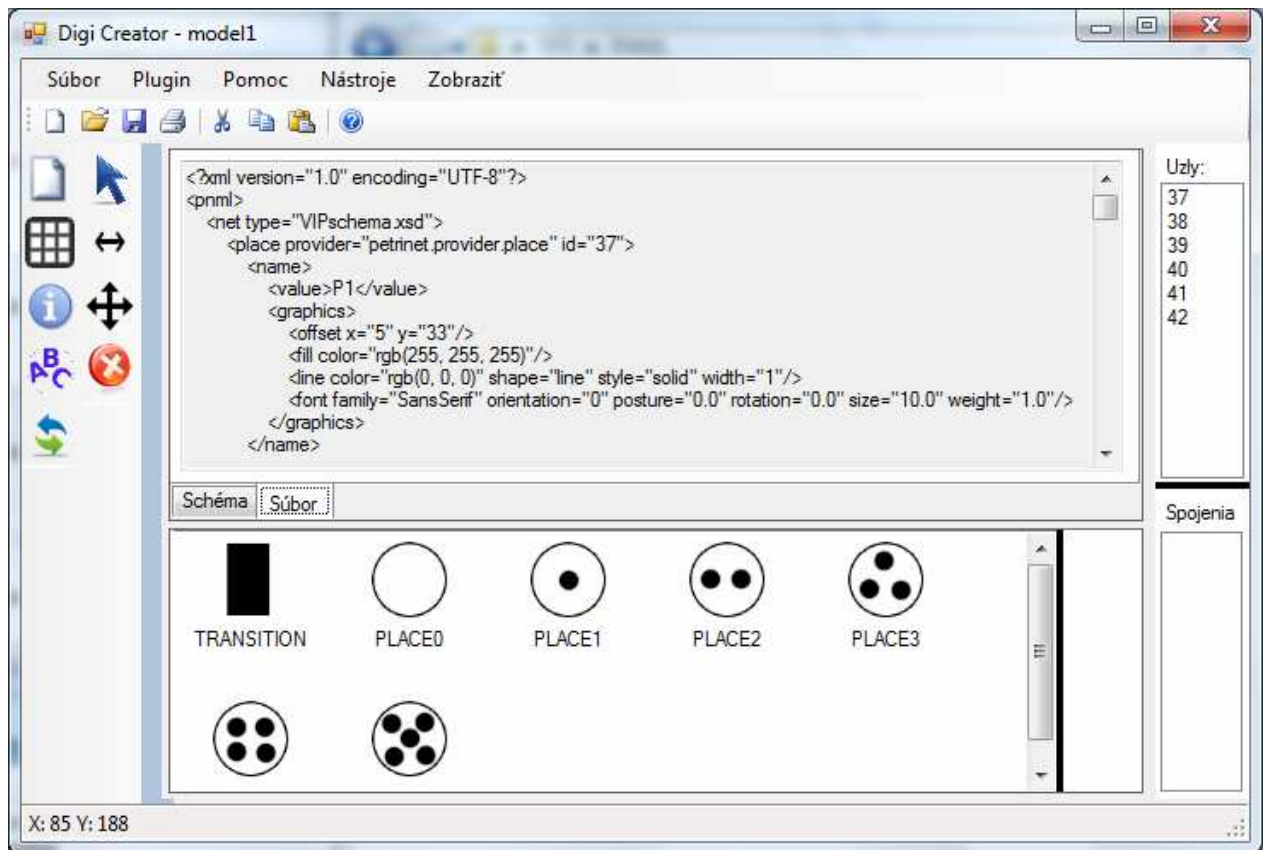 Digi Creator - model1
Súbor Plugin Pomoc Nástroje Zobraziť
<?xml version="1.0" encoding="UTF-8"?>
<pnml>
<net type="VIPschema.xsd">
<place provider="petrinet.provider.place" id="37">
<name>
<value>P1</value>
<graphics>
<offset x="5" y="33"/>
<fill color="rgb(255, 255, 255)"/>
<line color="rgb(0, 0, 0)" shape="line" style="solid" width="1"/>
<font family="SansSerif" orientation="0" posture="0.0" rotation="0.0" size="10.0" weight="1.0"/>
</graphics>
</name>
Schéma Súbor
Uzly:
37
38
39
40
41
42
Spojenia
ABC
TRANSITION PLACE0 PLACE1 PLACE2 PLACE3
X: 85 Y: 188